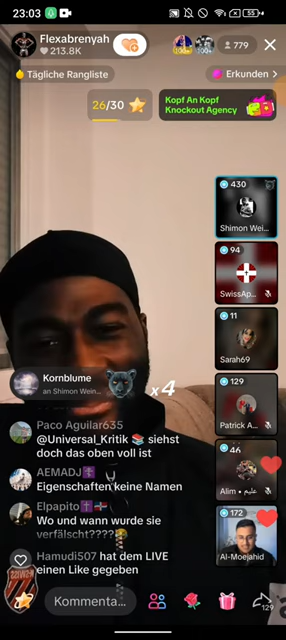 23:03
55
Flexabrenyah
213.8K
779
Tägliche Rangliste
Erkunden >
26/30
Kopf An Kopf
Knockout Agency
430
Shimon Wei...
94
SwissAp...
11
Sarah69
129
Patrick A...
46
Alim • عليم
172
Al-Moejahid
Kornblume
an Shimon Wein...
x4
Paco Aguilar635
@Universal_Kritik 📚 siehst
doch das oben voll ist
AEMADJ✝️
Eigenschaften keine Namen
Elpapito✝️🇩🇴
Wo und wann wurde sie
verfälscht????
Hamudi507 hat dem LIVE
einen Like gegeben
Kommenta...
129